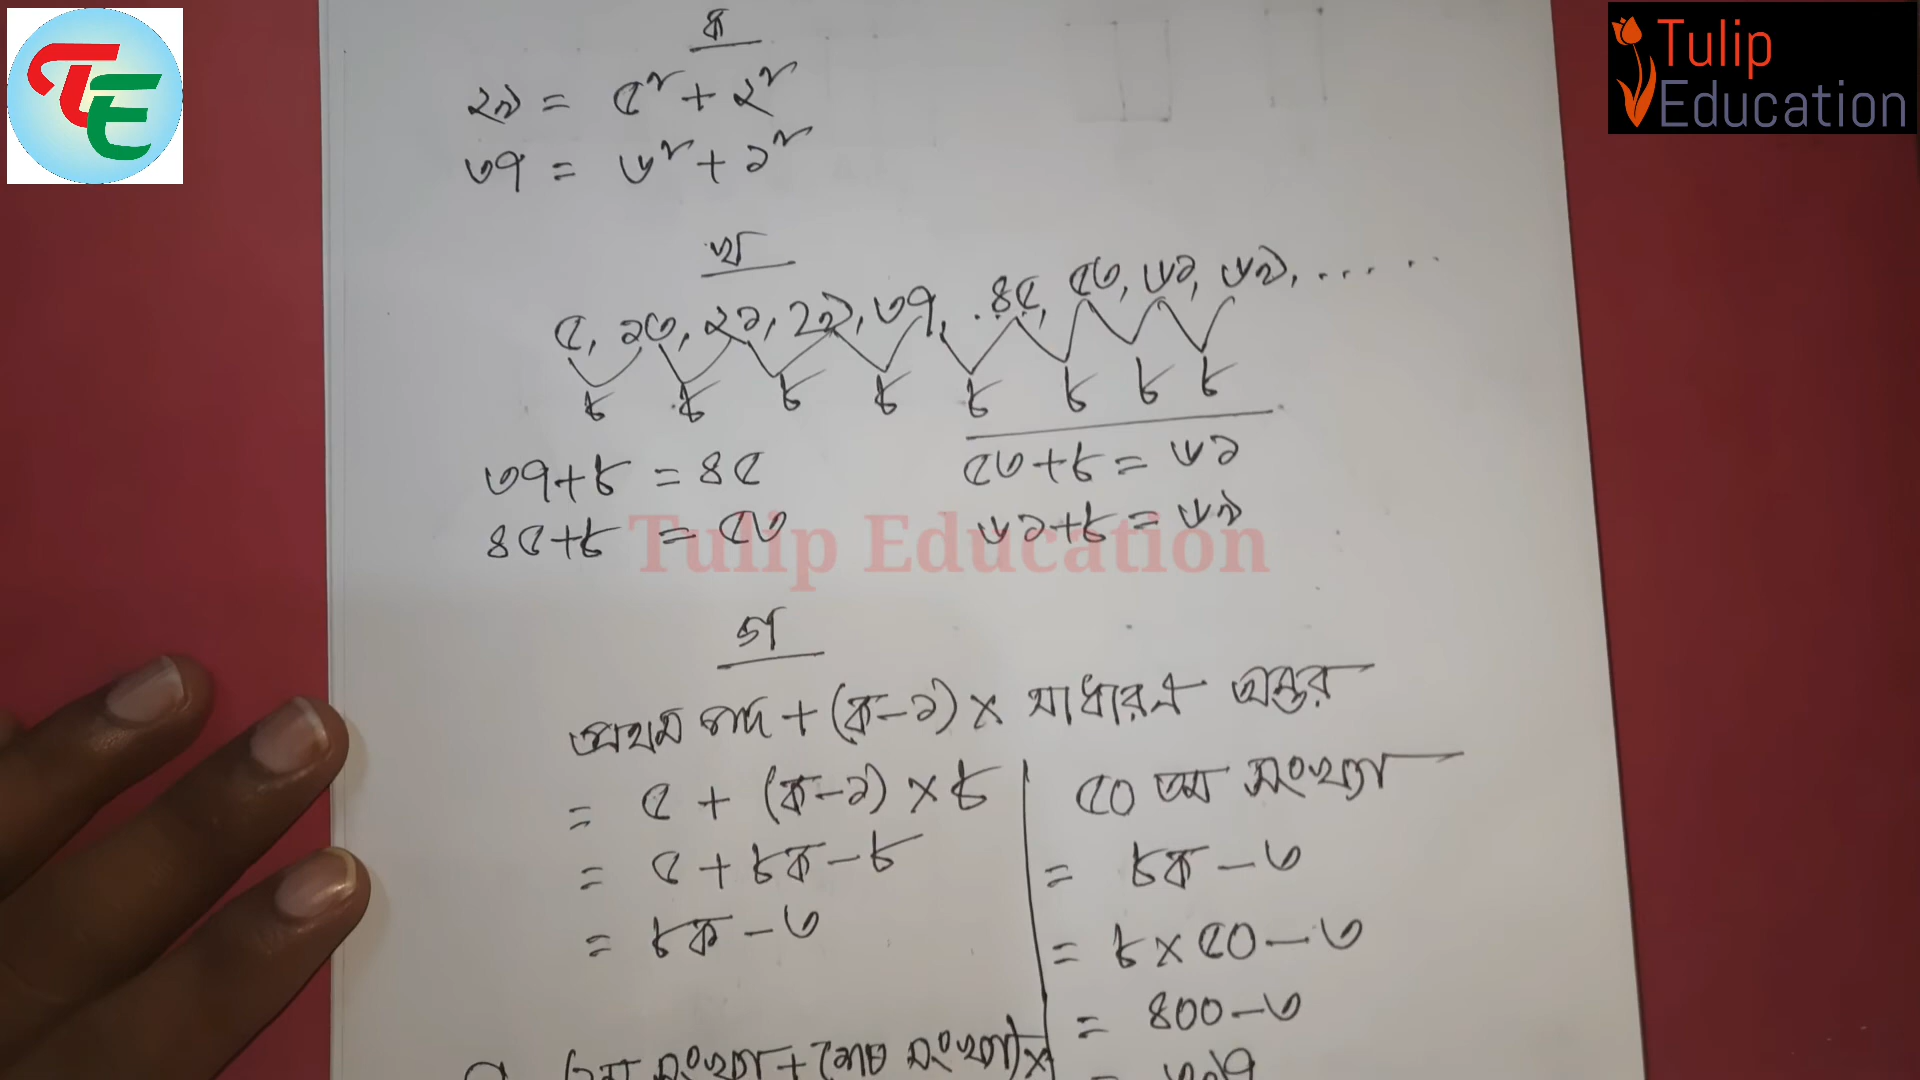 TE
Tulip
Education
ক
২৯ = ৫² + ২²
৩৭ = ৬² + ১²
খ
৫, ১৩, ২১, ২৯, ৩৭, ৪৫, ৫৩, ৬১, ৬৯, ......
৮ ৮ ৮ ৮ ৮ ৮ ৮ ৮
৩৭+৮ = ৪৫
৫৩+৮ = ৬১
৪৫+৮ = ৫৩
৬১+৮ = ৬৯
Tulip Education
গ
প্রথম পদ + (ক-১) × সাধারণ অন্তর
= ৫ + (ক-১) × ৮
= ৫ + ৮ক - ৮
= ৮ক - ৩
৫০ তম সংখ্যা
= ৮ক - ৩
= ৮ × ৫০ - ৩
= ৪০০ - ৩
= ৩৯৭
সংখ্যা + শেষ সংখ্যা) ×